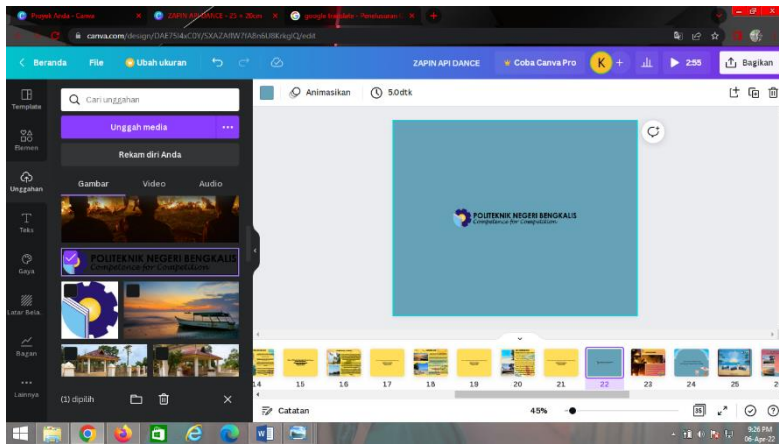 Proyek Anda - Canva
ZAPIN API DANCE - 25 × 20cm
google translate - Penelusuran
canva.com/design/
Beranda
File
Ubah ukuran
ZAPIN API DANCE
Coba Canva Pro
K
2:55
Bagikan
Template
Elemen
Unggahan
Teks
Gaya
Latar Bela..
Bagan
Lainnya
Cari unggahan
Unggah media
Rekam diri Anda
Gambar
Video
Audio
POLITEKNIK NEGERI BENGKALIS
Competence for Competition
(1) dipilih
Animasikan
5.0dtk
POLITEKNIK NEGERI BENGKALIS
Competence for Competition
14
15
16
17
18
19
20
21
22
23
24
25
2
Catatan
45%
35
9:26 PM
06-Apr-22